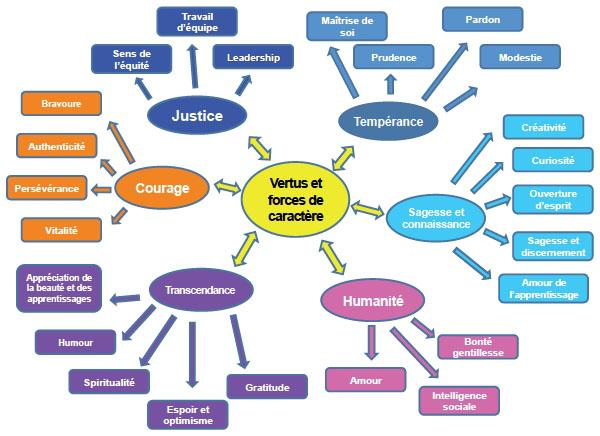 Travail
d'équipe
Sens de
l'équité
Leadership
Justice
Maîtrise de
soi
Prudence
Pardon
Modestie
Tempérance
Bravoure
Authenticité
Persévérance
Vitalité
Courage
Vertus et
forces de
caractère
Sagesse et
connaissance
Créativité
Curiosité
Ouverture
d'esprit
Sagesse et
discernement
Amour de
l'apprentissage
Transcendance
Appréciation de
la beauté et des
apprentissages
Humour
Spiritualité
Espoir et
optimisme
Gratitude
Humanité
Bonté
gentillesse
Amour
Intelligence
sociale